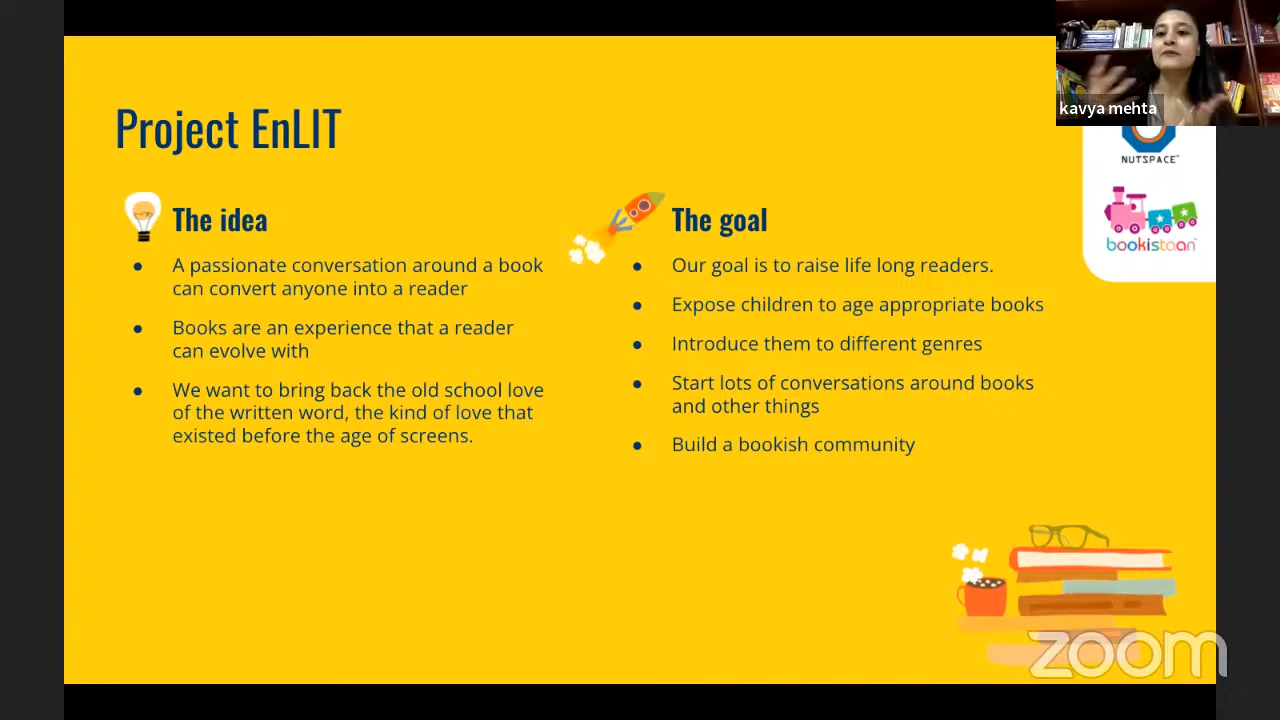 kavya mehta
NUTSPACE™
bookistaan™
Project EnLIT
The idea
A passionate conversation around a book
can convert anyone into a reader
Books are an experience that a reader
can evolve with
We want to bring back the old school love
of the written word, the kind of love that
existed before the age of screens.
The goal
Our goal is to raise life long readers.
Expose children to age appropriate books
Introduce them to different genres
Start lots of conversations around books
and other things
Build a bookish community
zoom